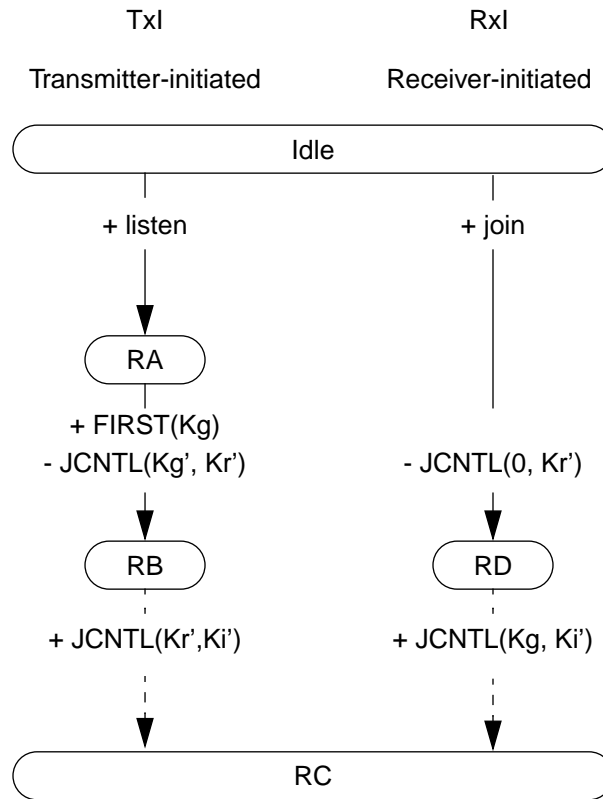 TxI RxI
Transmitter-initiated Receiver-initiated
Idle
+ listen + join
RA
+ FIRST(Kg)
- JCNTL(Kg’, Kr’) - JCNTL(0, Kr’)
RB RD
+ JCNTL(Kr’,Ki’) + JCNTL(Kg, Ki’)
RC